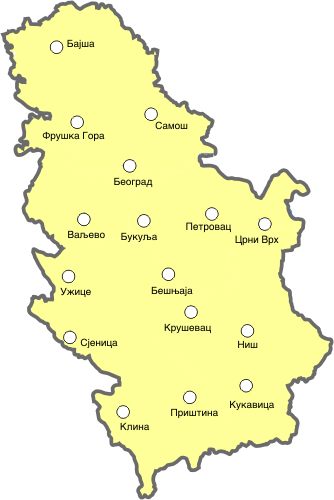 Бајша
Самош
Фрушка Гора
Београд
Ваљево
Букуља
Петровац
Црни Врх
Ужице
Бешњаја
Крушевац
Сјеница
Ниш
Кукавица
Приштина
Клина